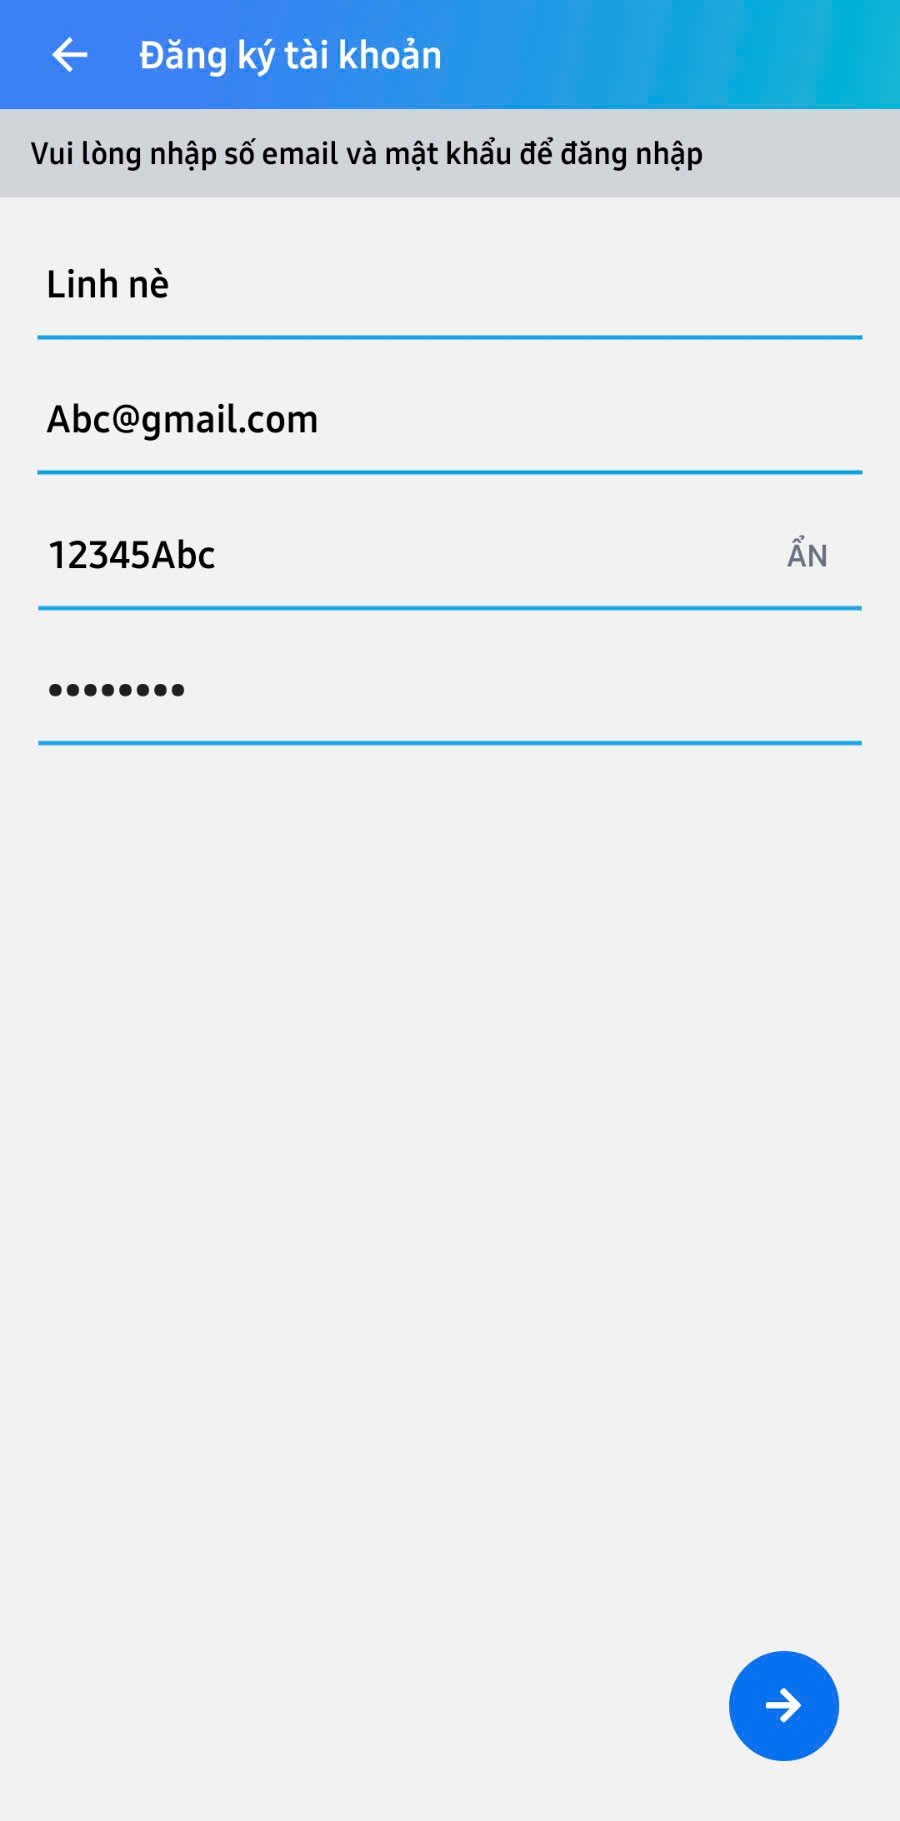 Đăng ký tài khoản
Vui lòng nhập số email và mật khẩu để đăng nhập
Linh nè
Abc@gmail.com
12345Abc ẨN
••••••••